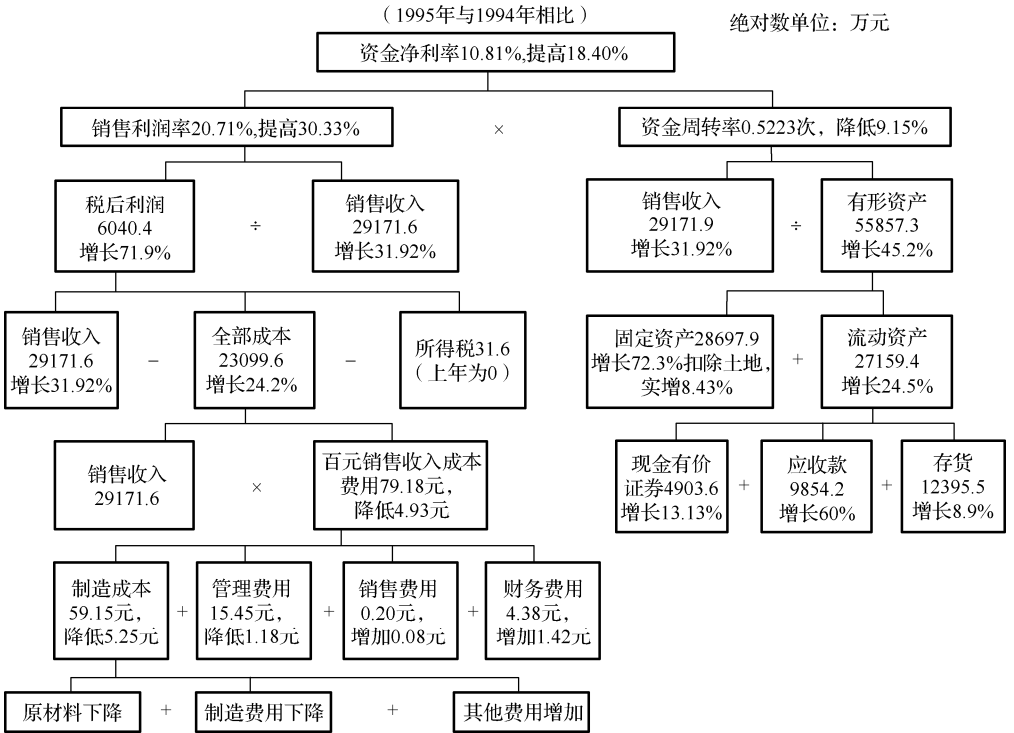 （1995年与1994年相比）
绝对数单位：万元
资金净利率10.81%,提高18.40%
销售利润率20.71%,提高30.33%
×
资金周转率0.5223次，降低9.15%
税后利润
6040.4
增长71.9%
÷
销售收入
29171.6
增长31.92%
销售收入
29171.9
增长31.92%
÷
有形资产
55857.3
增长45.2%
销售收入
29171.6
增长31.92%
−
全部成本
23099.6
增长24.2%
−
所得税31.6
（上年为0）
固定资产28697.9
增长72.3%扣除土地，
实增8.43%
+
流动资产
27159.4
增长24.5%
销售收入
29171.6
×
百元销售收入成本
费用79.18元，
降低4.93元
现金有价
证券4903.6
增长13.13%
+
应收款
9854.2
增长60%
+
存货
12395.5
增长8.9%
制造成本
59.15元，
降低5.25元
+
管理费用
15.45元，
降低1.18元
+
销售费用
0.20元，
增加0.08元
+
财务费用
4.38元，
增加1.42元
原材料下降
+
制造费用下降
+
其他费用增加